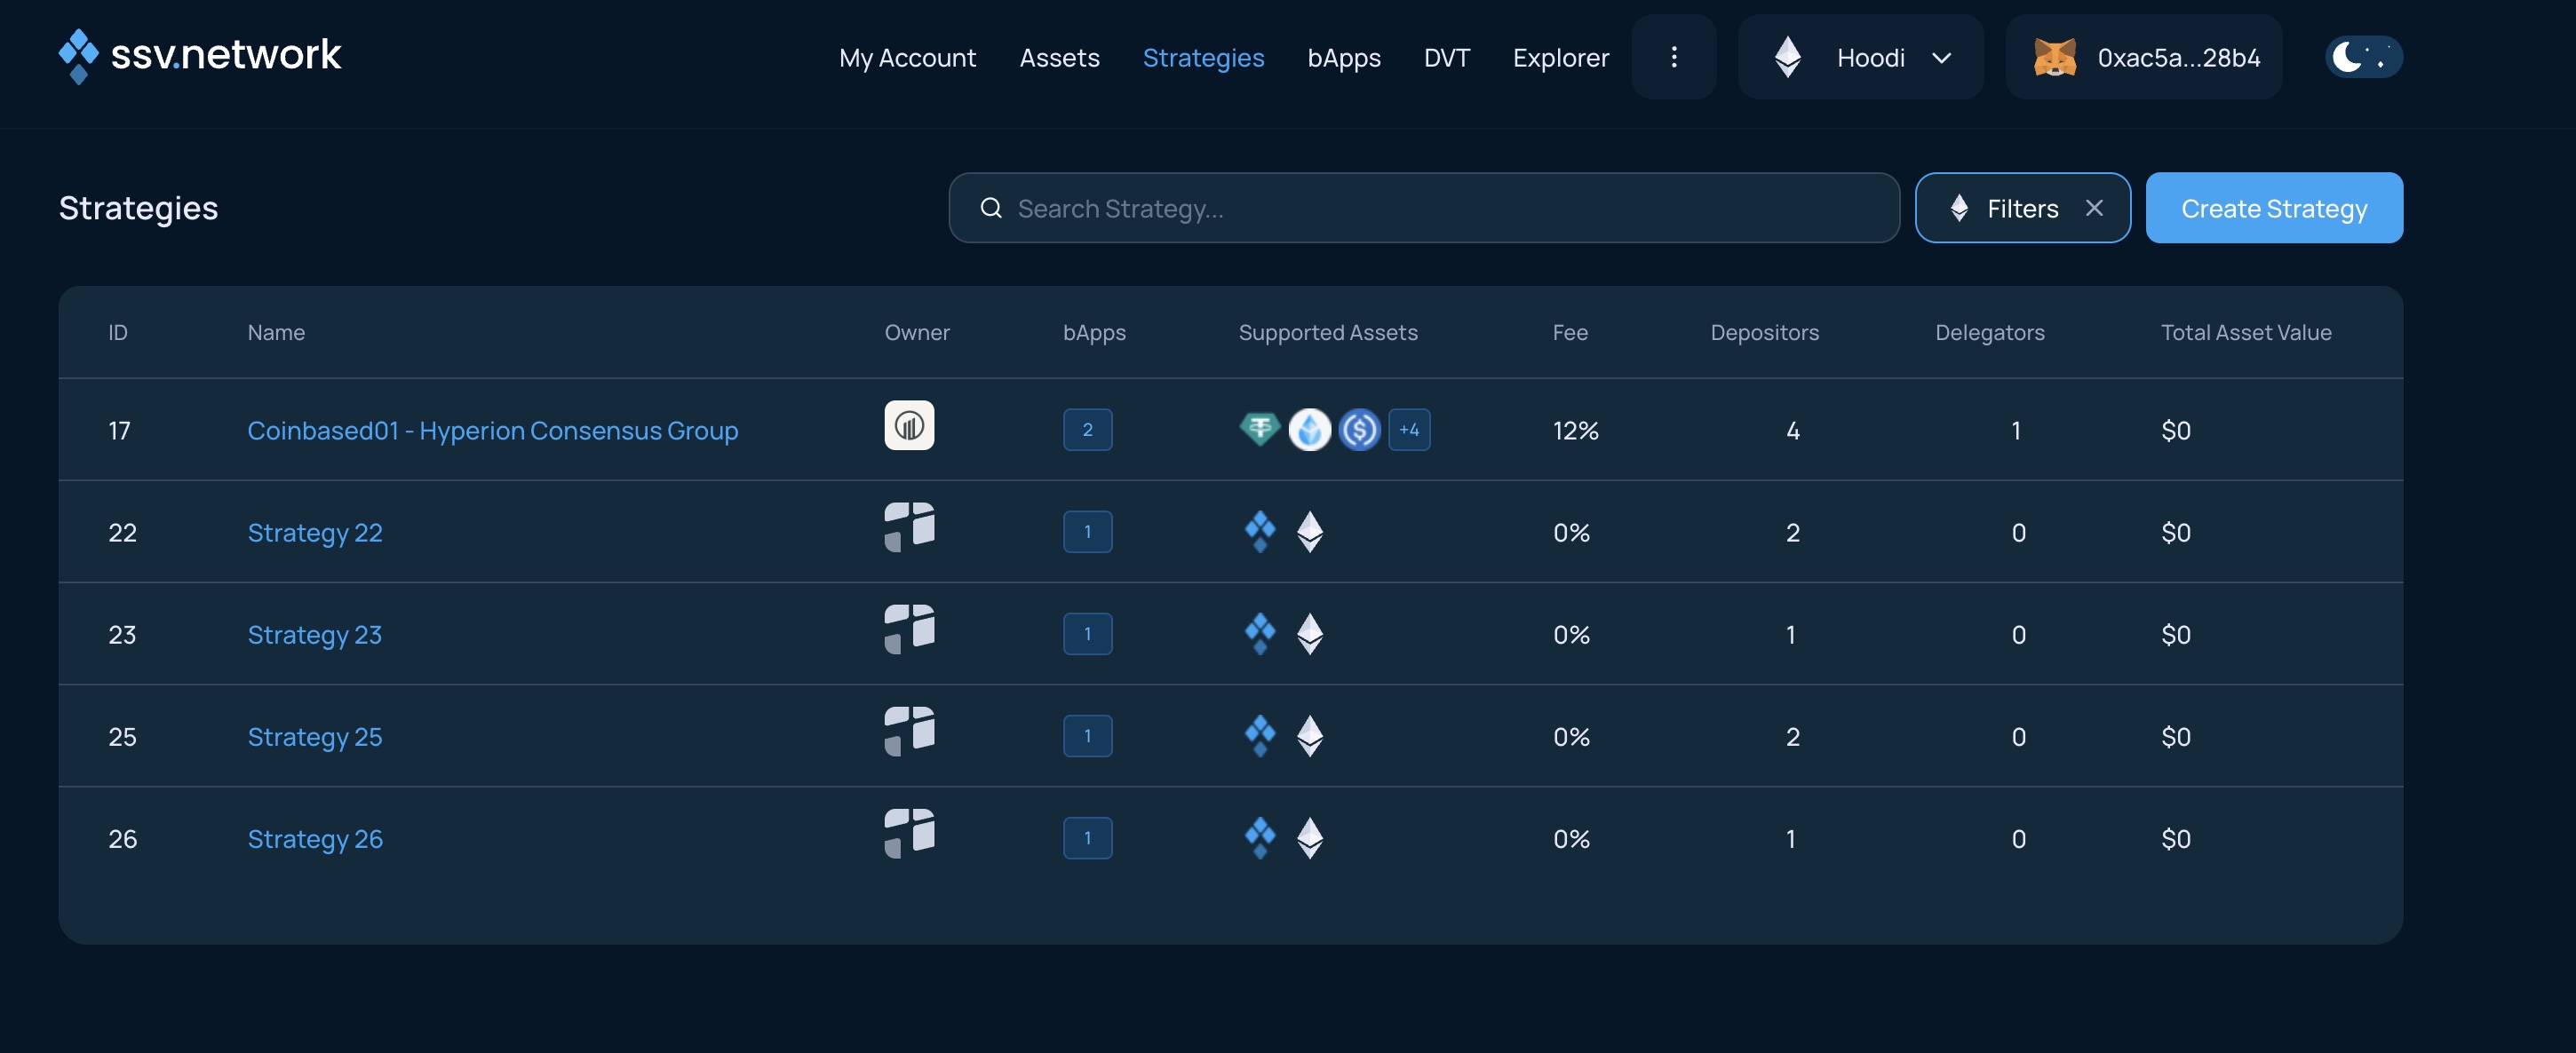 ssv.network
My Account Assets Strategies bApps DVT Explorer Hoodi 0xac5a...28b4
Strategies Search Strategy... Filters Create Strategy
ID Name Owner bApps Supported Assets Fee Depositors Delegators Total Asset Value
17 Coinbased01 - Hyperion Consensus Group 2 +4 12% 4 1 $0
22 Strategy 22 1 0% 2 0 $0
23 Strategy 23 1 0% 1 0 $0
25 Strategy 25 1 0% 2 0 $0
26 Strategy 26 1 0% 1 0 $0